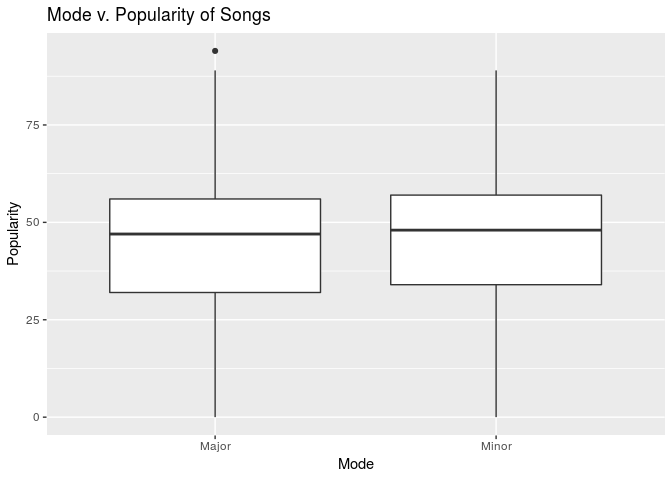 Mode v. Popularity of Songs
75
50
25
0
Popularity
Major
Minor
Mode